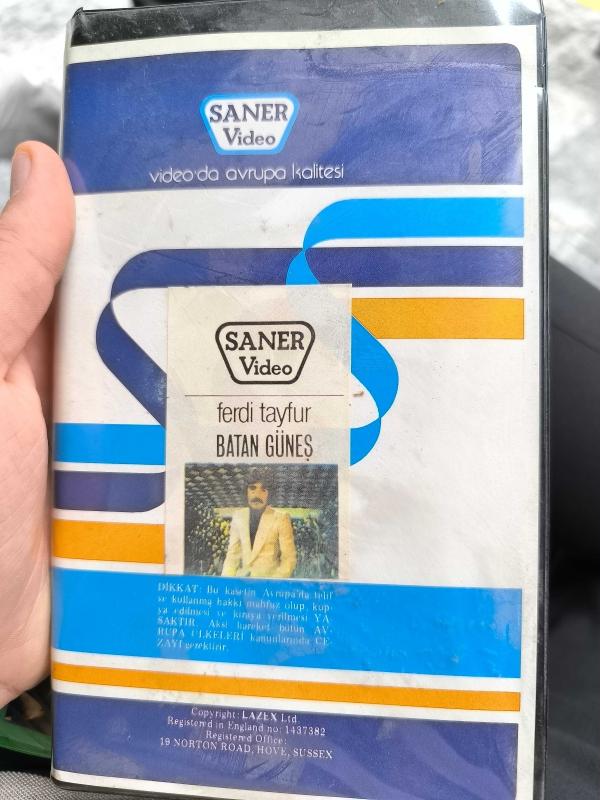 SANER
Video
video'da avrupa kalitesi
SANER
Video
ferdi tayfur
BATAN GÜNEŞ
DİKKAT: Bu kasetin Avrupa'da telif
ve kullanma hakkı mahfuz olup, kop-
ya edilmesi ve kiraya verilmesi YA-
SAKTIR. Aksi hareket bütün AV-
RUPA ÜLKELERİ kanunlarında CE-
ZAYI gerektirir.
Copyright: LAZEX Ltd.
Registered in England no: 1437382
Registered Office:
19 NORTON ROAD, HOVE, SUSSEX